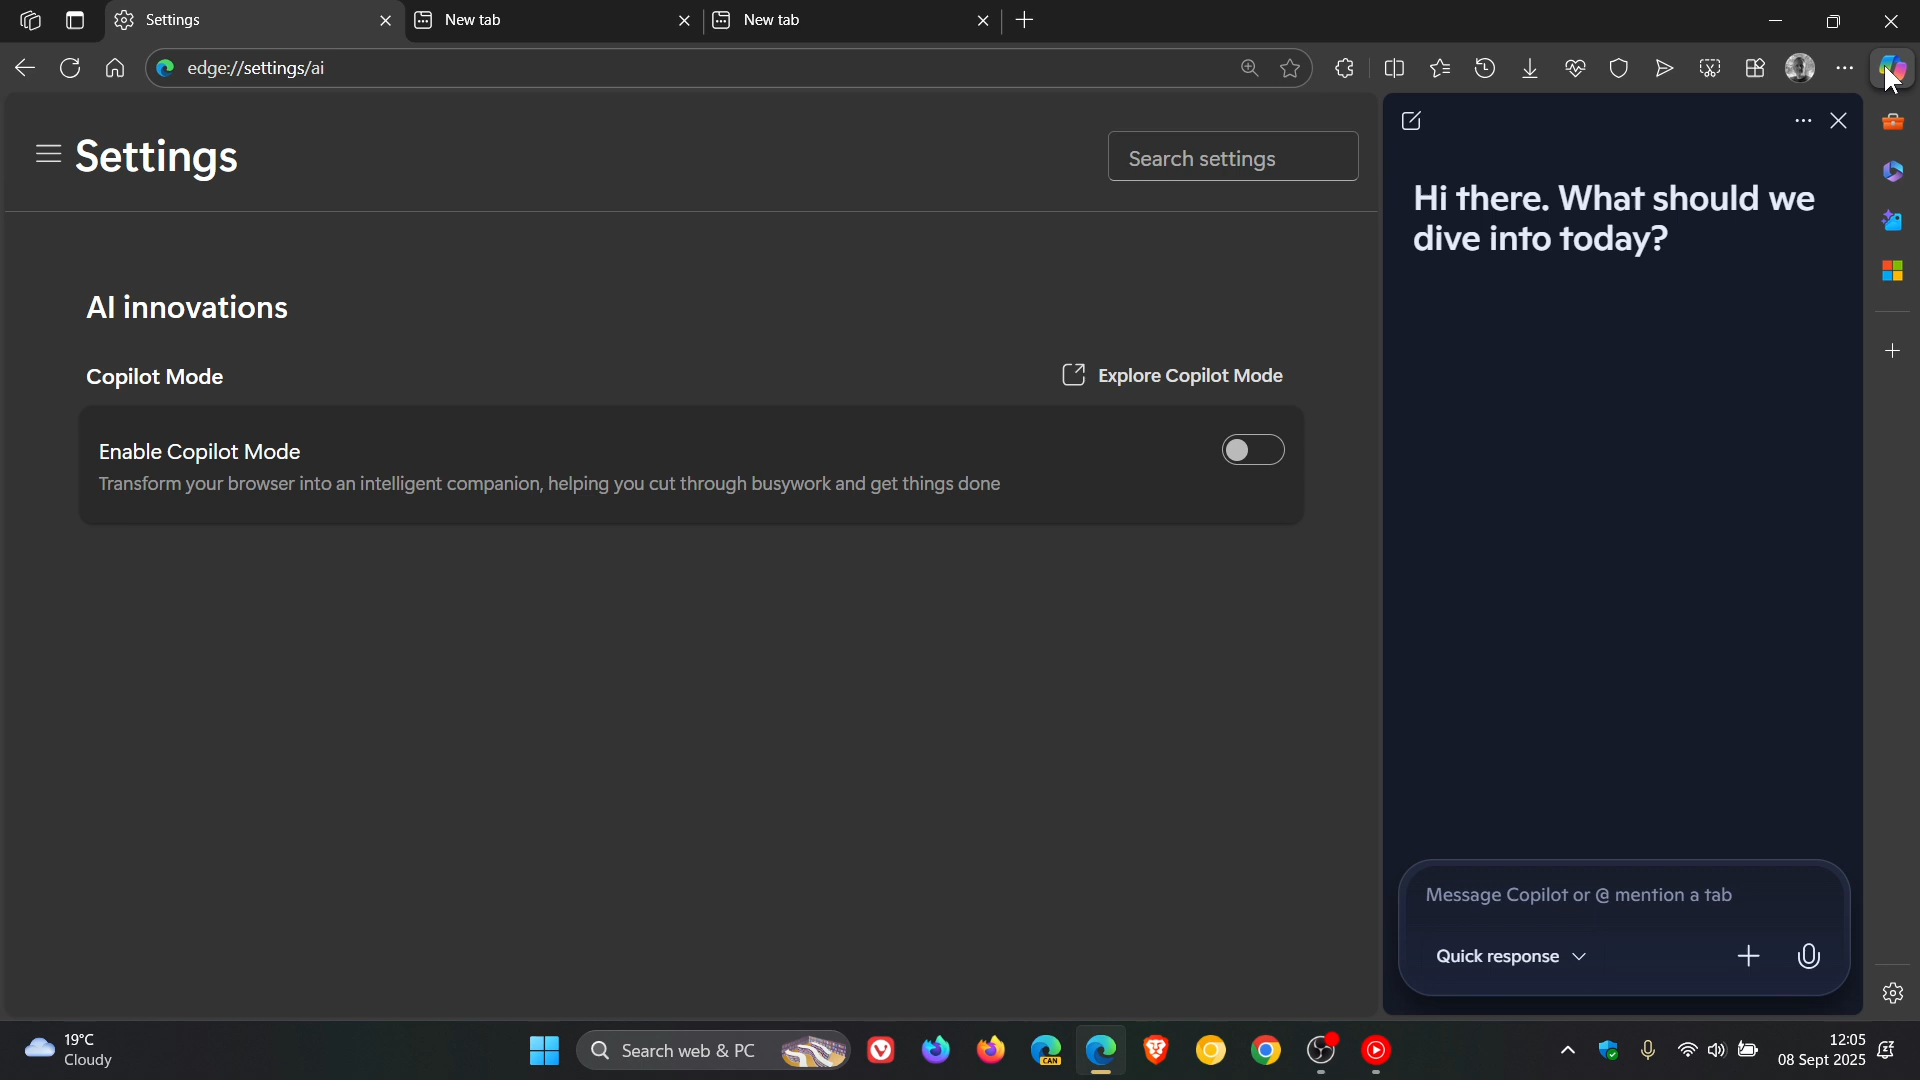 Settings
New tab
New tab
edge://settings/ai
Settings
Search settings
AI innovations
Copilot Mode
Explore Copilot Mode
Enable Copilot Mode
Transform your browser into an intelligent companion, helping you cut through busywork and get things done
Hi there. What should we
dive into today?
Message Copilot or @ mention a tab
Quick response
19°C
Cloudy
Search web & PC
CAN
12:05
08 Sept 2025